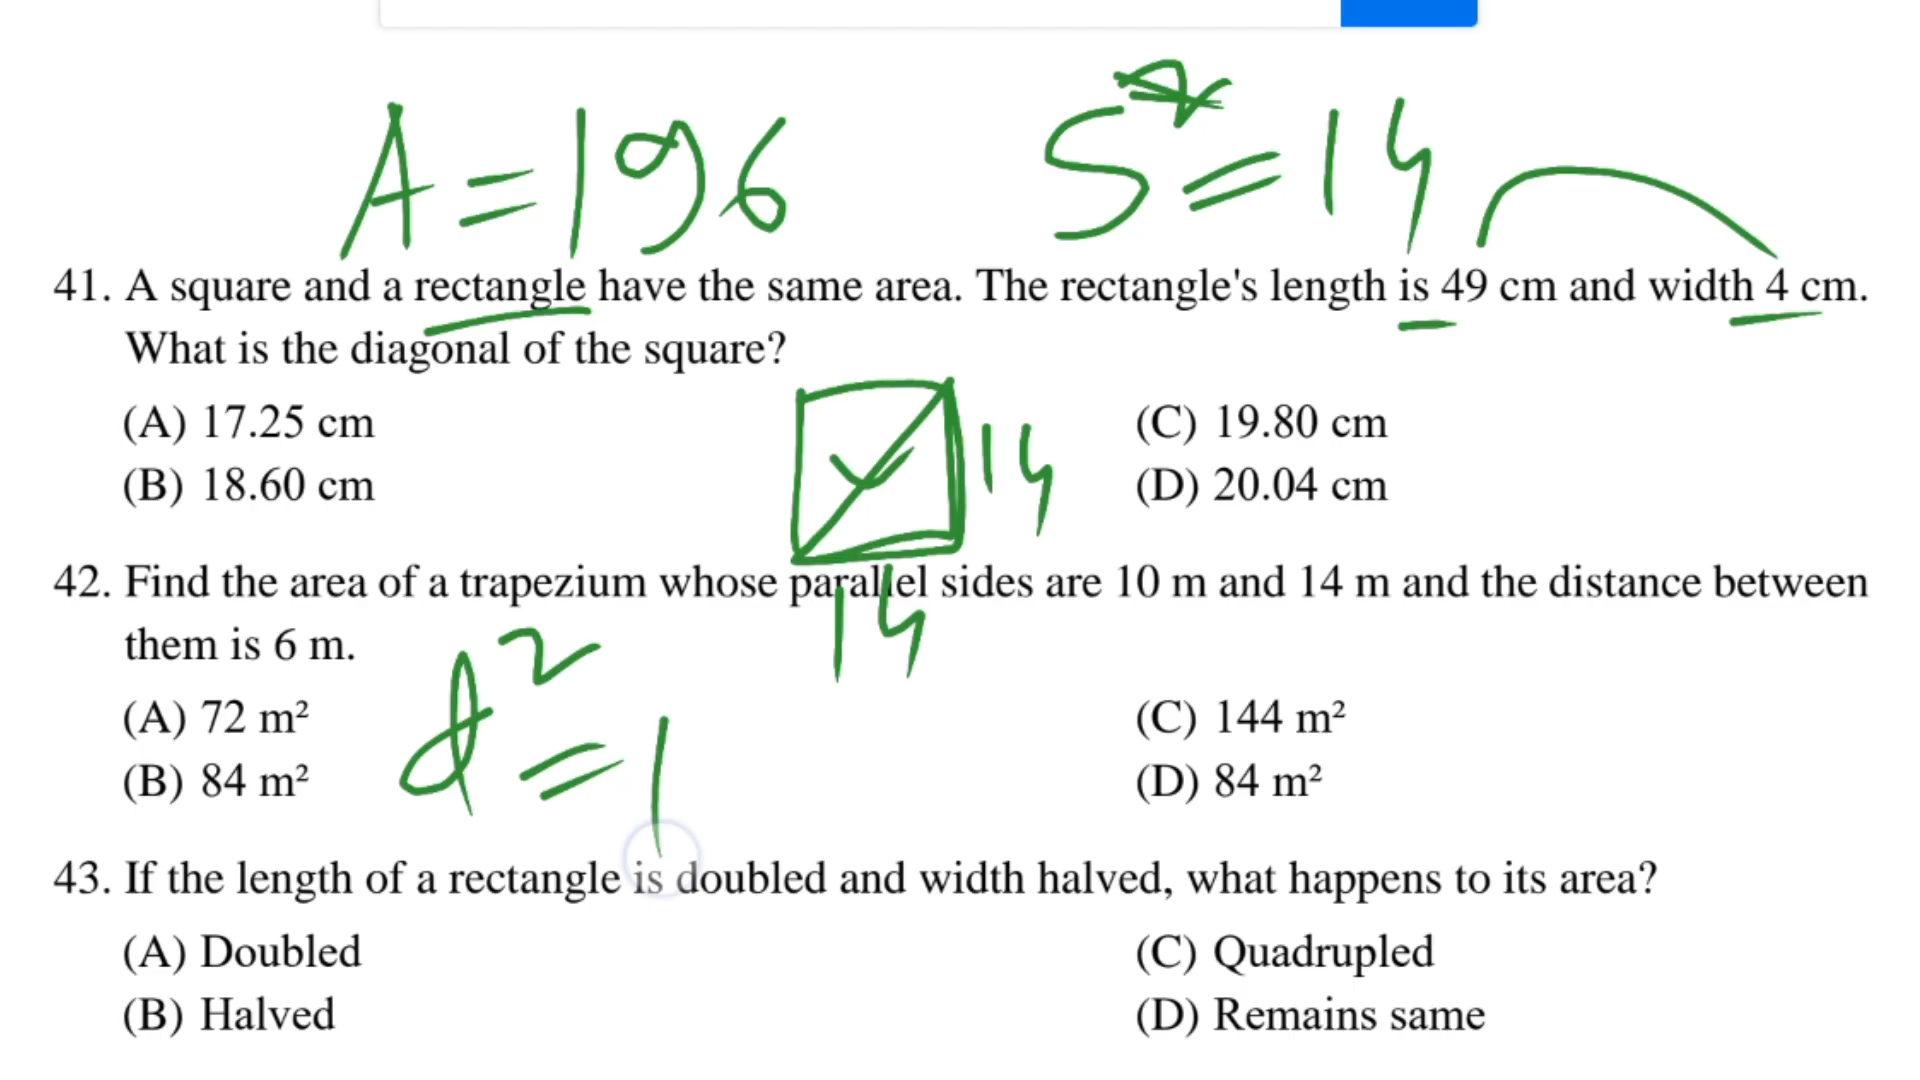 A = 196
S = 14
41. A square and a rectangle have the same area. The rectangle's length is 49 cm and width 4 cm.
What is the diagonal of the square?
(A) 17.25 cm
(C) 19.80 cm
14
(B) 18.60 cm
(D) 20.04 cm
42. Find the area of a trapezium whose parallel sides are 10 m and 14 m and the distance between
them is 6 m.
14
(A) 72 m²
(C) 144 m²
d² = 1
(B) 84 m²
(D) 84 m²
43. If the length of a rectangle is doubled and width halved, what happens to its area?
(A) Doubled
(C) Quadrupled
(B) Halved
(D) Remains same